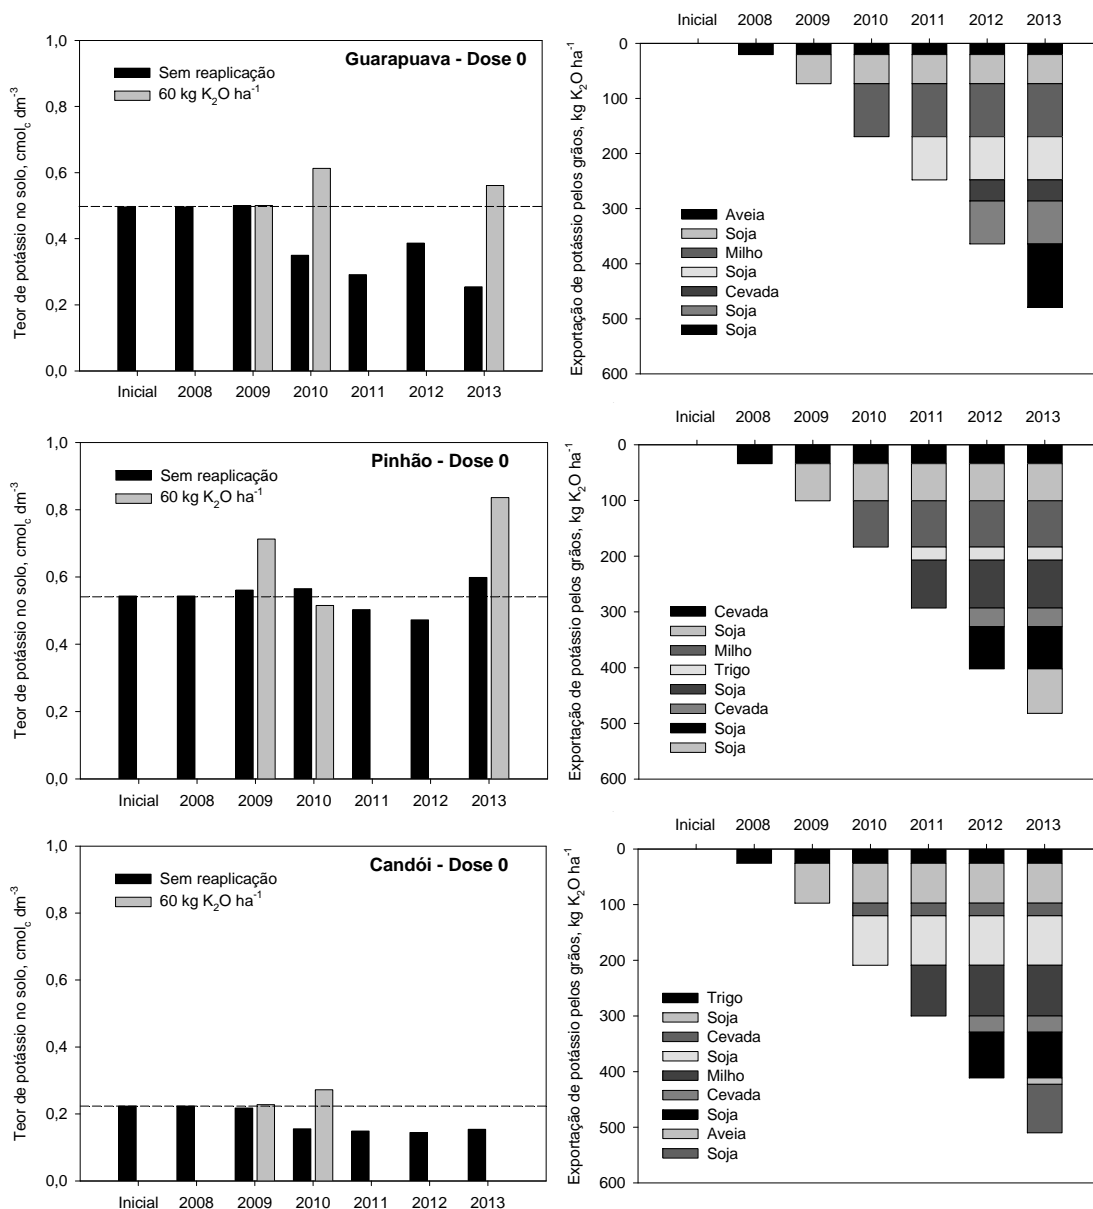 Guarapuava - Dose 0
Sem reaplicação
60 kg K2O ha-1
Teor de potássio no solo, cmolc dm-3
1,0
0,8
0,6
0,4
0,2
0,0
Inicial 2008 2009 2010 2011 2012 2013
Inicial 2008 2009 2010 2011 2012 2013
Exportação de potássio pelos grãos, kg K2O ha-1
0
100
200
300
400
500
600
Aveia
Soja
Milho
Soja
Cevada
Soja
Soja
Pinhão - Dose 0
Sem reaplicação
60 kg K2O ha-1
Teor de potássio no solo, cmolc dm-3
1,0
0,8
0,6
0,4
0,2
0,0
Inicial 2008 2009 2010 2011 2012 2013
Inicial 2008 2009 2010 2011 2012 2013
Exportação de potássio pelos grãos, kg K2O ha-1
0
100
200
300
400
500
600
Cevada
Soja
Milho
Trigo
Soja
Cevada
Soja
Soja
Candói - Dose 0
Sem reaplicação
60 kg K2O ha-1
Teor de potássio no solo, cmolc dm-3
1,0
0,8
0,6
0,4
0,2
0,0
Inicial 2008 2009 2010 2011 2012 2013
Inicial 2008 2009 2010 2011 2012 2013
Exportação de potássio pelos grãos, kg K2O ha-1
0
100
200
300
400
500
600
Trigo
Soja
Cevada
Soja
Milho
Cevada
Soja
Aveia
Soja